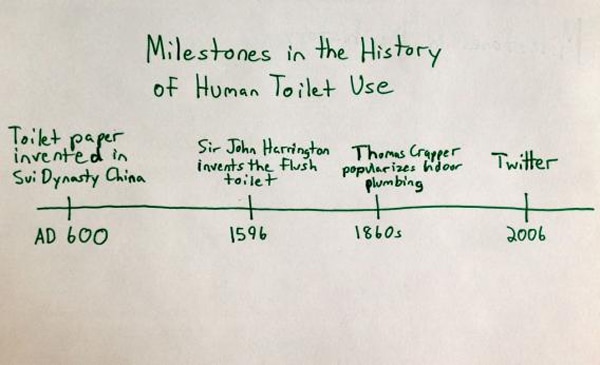 Milestones in the History
of Human Toilet Use
Toilet paper
invented in
Sui Dynasty China
Sir John Harrington
invents the flush
toilet
Thomas Crapper
popularizes indoor
plumbing
Twitter
AD 600
1596
1860s
2006